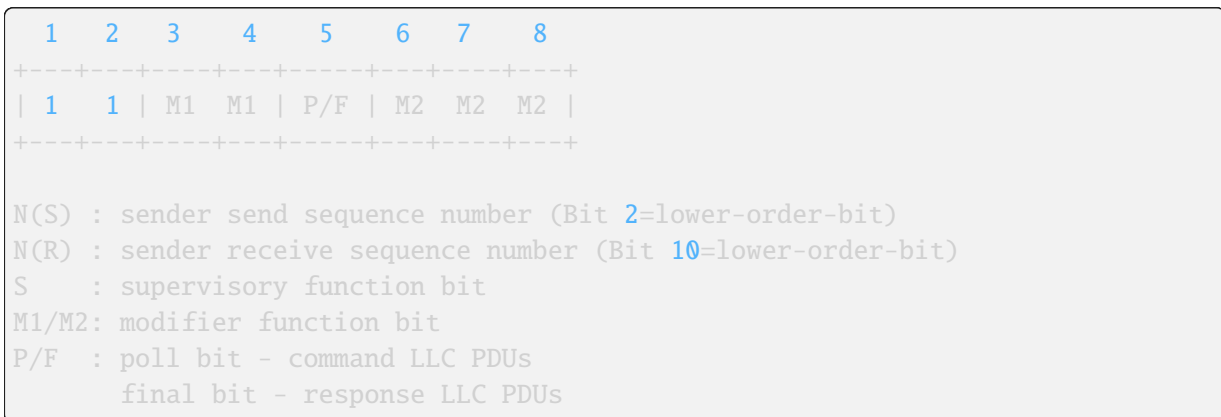 1   2   3    4    5    6   7    8
+---+---+----+---+-----+---+----+---+
| 1   1 | M1  M1 | P/F | M2  M2  M2 |
+---+---+----+---+-----+---+----+---+
N(S) : sender send sequence number (Bit 2=lower-order-bit)
N(R) : sender receive sequence number (Bit 10=lower-order-bit)
S    : supervisory function bit
M1/M2: modifier function bit
P/F  : poll bit - command LLC PDUs
       final bit - response LLC PDUs